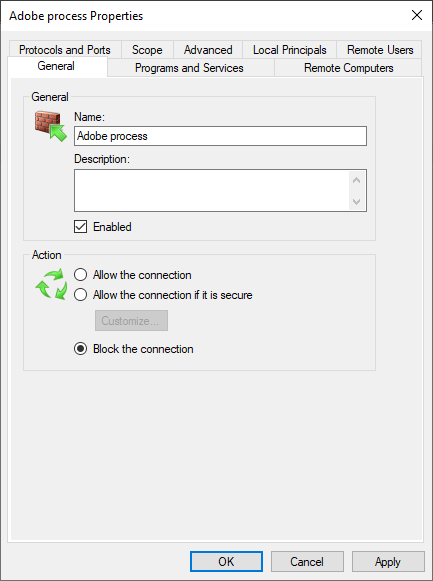 Adobe process Properties
Protocols and Ports Scope Advanced Local Principals Remote Users
General Programs and Services Remote Computers
General
Name:
Adobe process
Description:
Enabled
Action
Allow the connection
Allow the connection if it is secure
Customize...
Block the connection
OK Cancel Apply